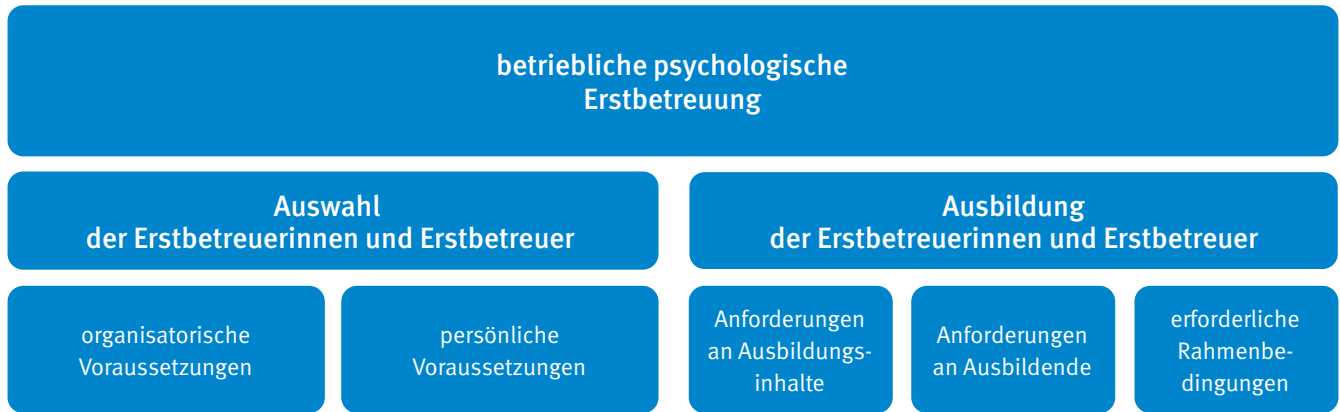 betriebliche psychologische
Erstbetreuung
Auswahl
der Erstbetreuerinnen und Erstbetreuer
Ausbildung
der Erstbetreuerinnen und Erstbetreuer
organisatorische
Voraussetzungen
persönliche
Voraussetzungen
Anforderungen
an Ausbildungs-
inhalte
Anforderungen
an Ausbildende
erforderliche
Rahmenbe-
dingungen